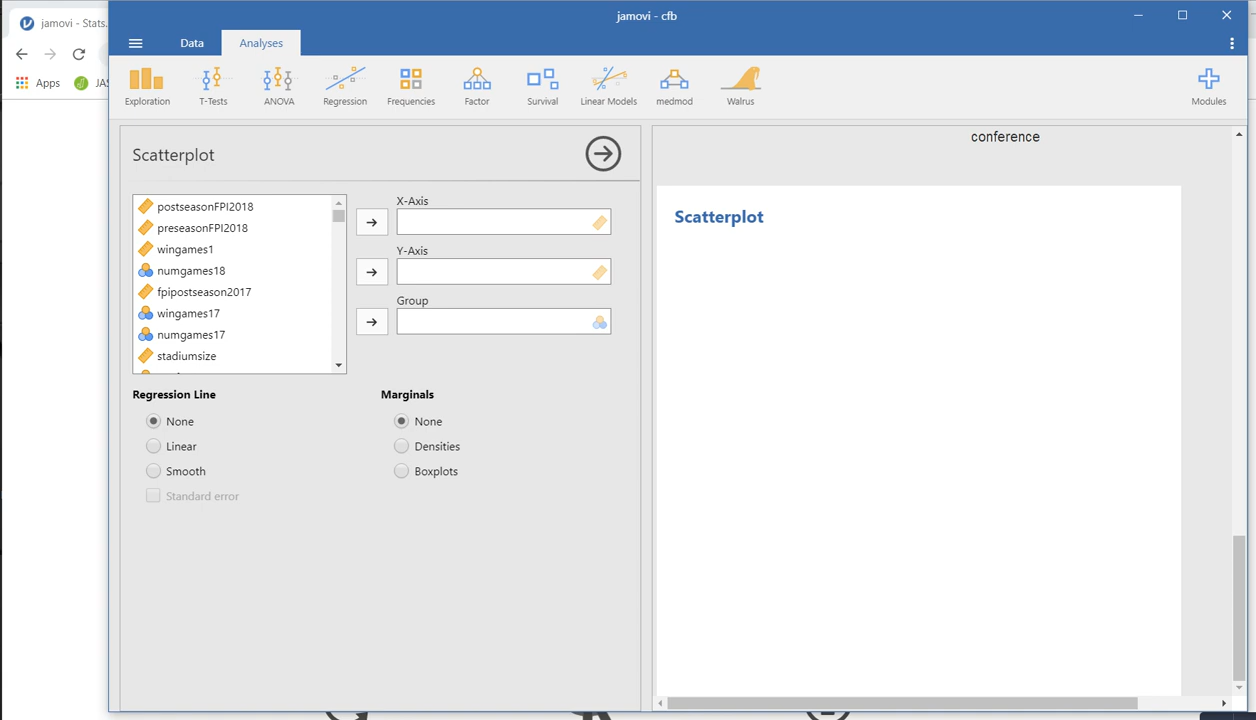 jamovi - Stats.
jamovi - cfb
Data
Analyses
Apps
JAS
Exploration
T-Tests
ANOVA
Regression
Frequencies
Factor
Survival
Linear Models
medmod
Walrus
Modules
Scatterplot
postseasonFPI2018
preseasonFPI2018
wingames1
numgames18
fpipostseason2017
wingames17
numgames17
stadiumsize
X-Axis
Y-Axis
Group
Regression Line
None
Linear
Smooth
Standard error
Marginals
None
Densities
Boxplots
conference
Scatterplot